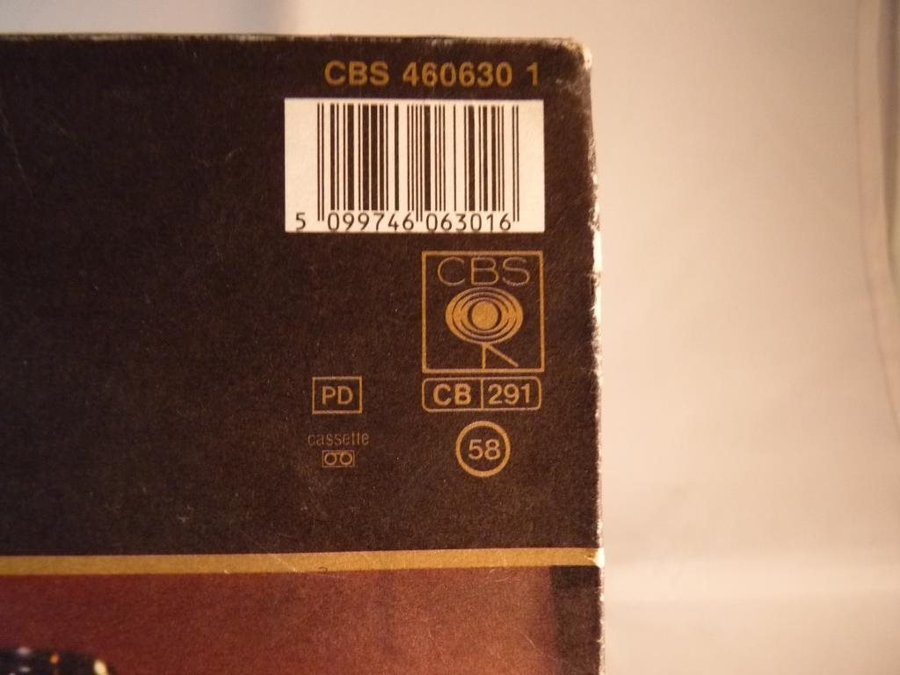 CBS 460630 1
5 099746 063016
CBS
PD
CB 291
cassette
58